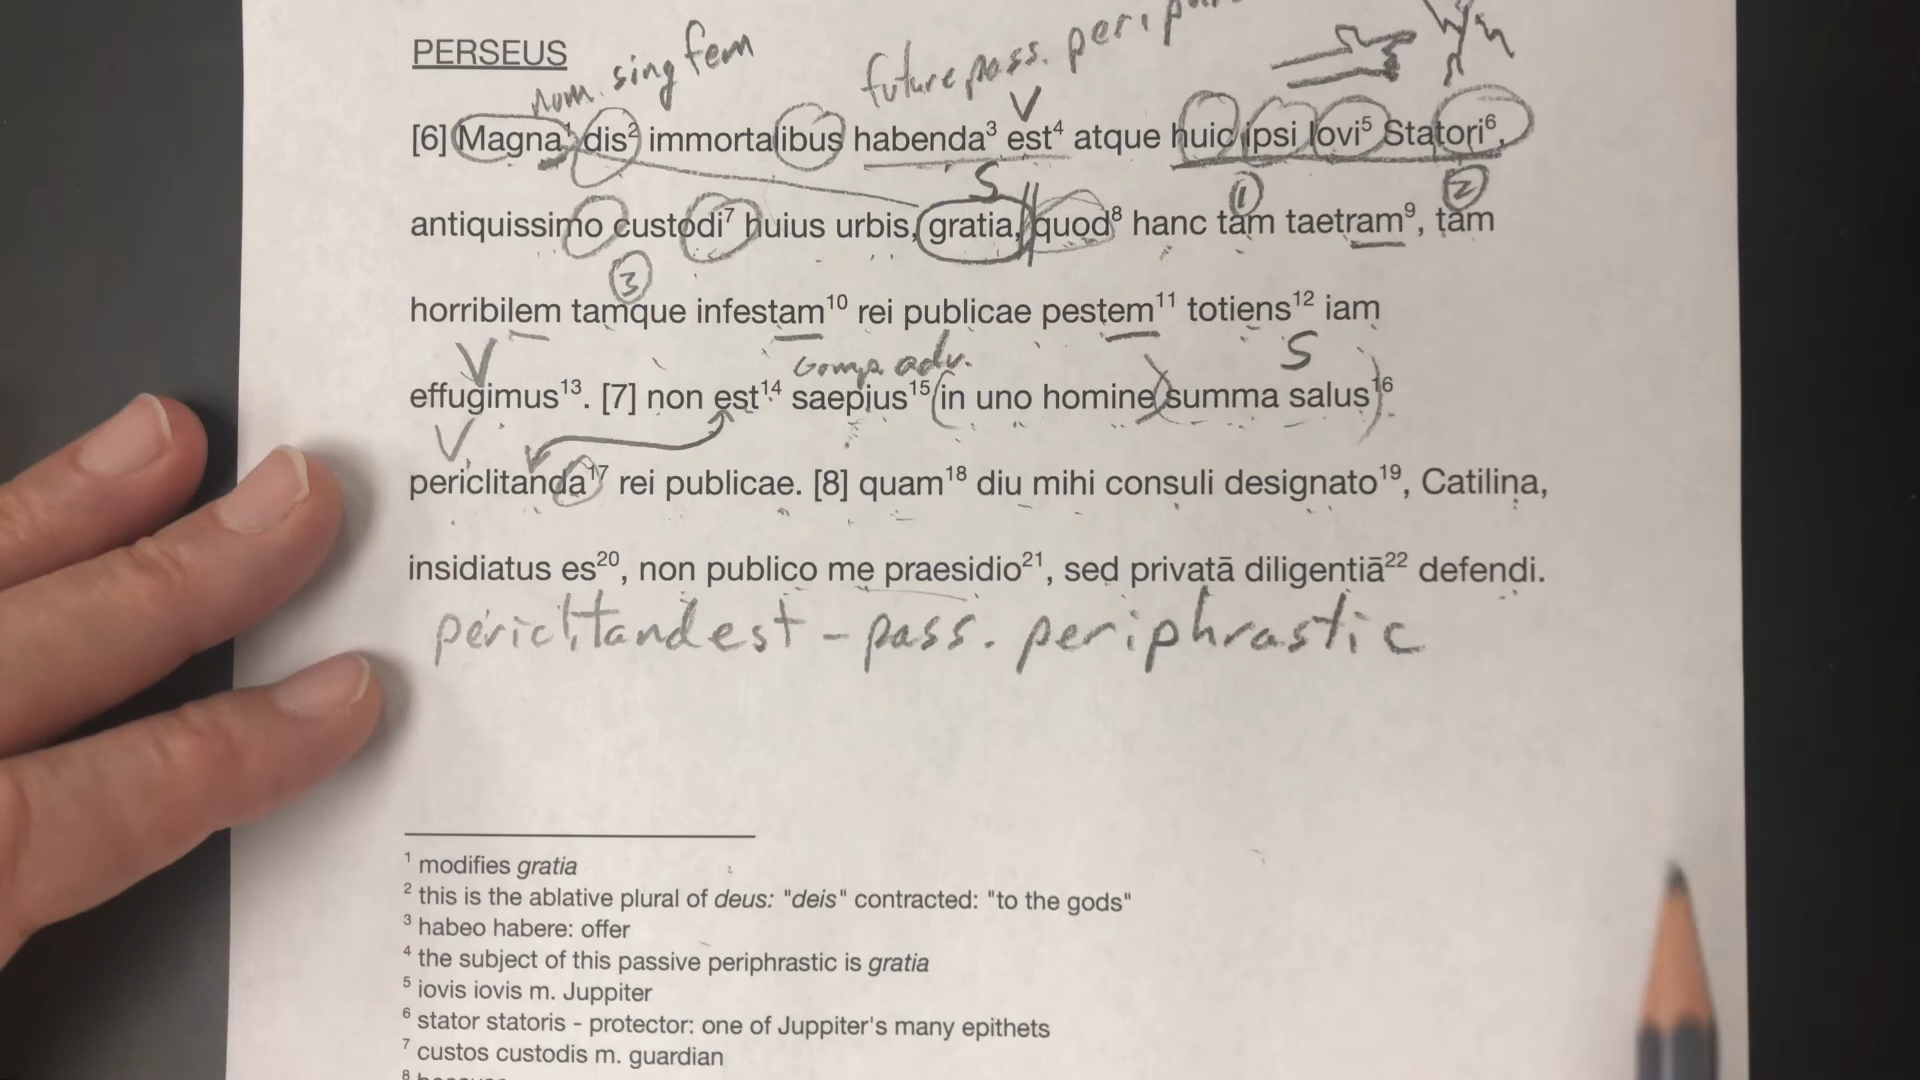 PERSEUS
nom. sing fem
future pass.
V
[6] Magna¹ dis² immortalibus habenda³ est⁴ atque huic ipsi Iovi⁵ Statori⁶,
S
1 2
antiquissimo custodi⁷ huius urbis, gratia, quod⁸ hanc tam taetram⁹, tam
3
horribilem tamque infestam¹⁰ rei publicae pestem¹¹ totiens¹² iam
V comp. adv. S
effugimus¹³. [7] non est¹⁴ saepius¹⁵ in uno homine summa salus¹⁶
V
periclitanda¹⁷ rei publicae. [8] quam¹⁸ diu mihi consuli designato¹⁹, Catilina,
insidiatus es²⁰, non publico me praesidio²¹, sed privatā diligentiā²² defendi.
periclitandest - pass. periphrastic
¹ modifies gratia
² this is the ablative plural of deus: "deis" contracted: "to the gods"
³ habeo habere: offer
⁴ the subject of this passive periphrastic is gratia
⁵ iovis iovis m. Juppiter
⁶ stator statoris - protector: one of Juppiter's many epithets
⁷ custos custodis m. guardian
⁸